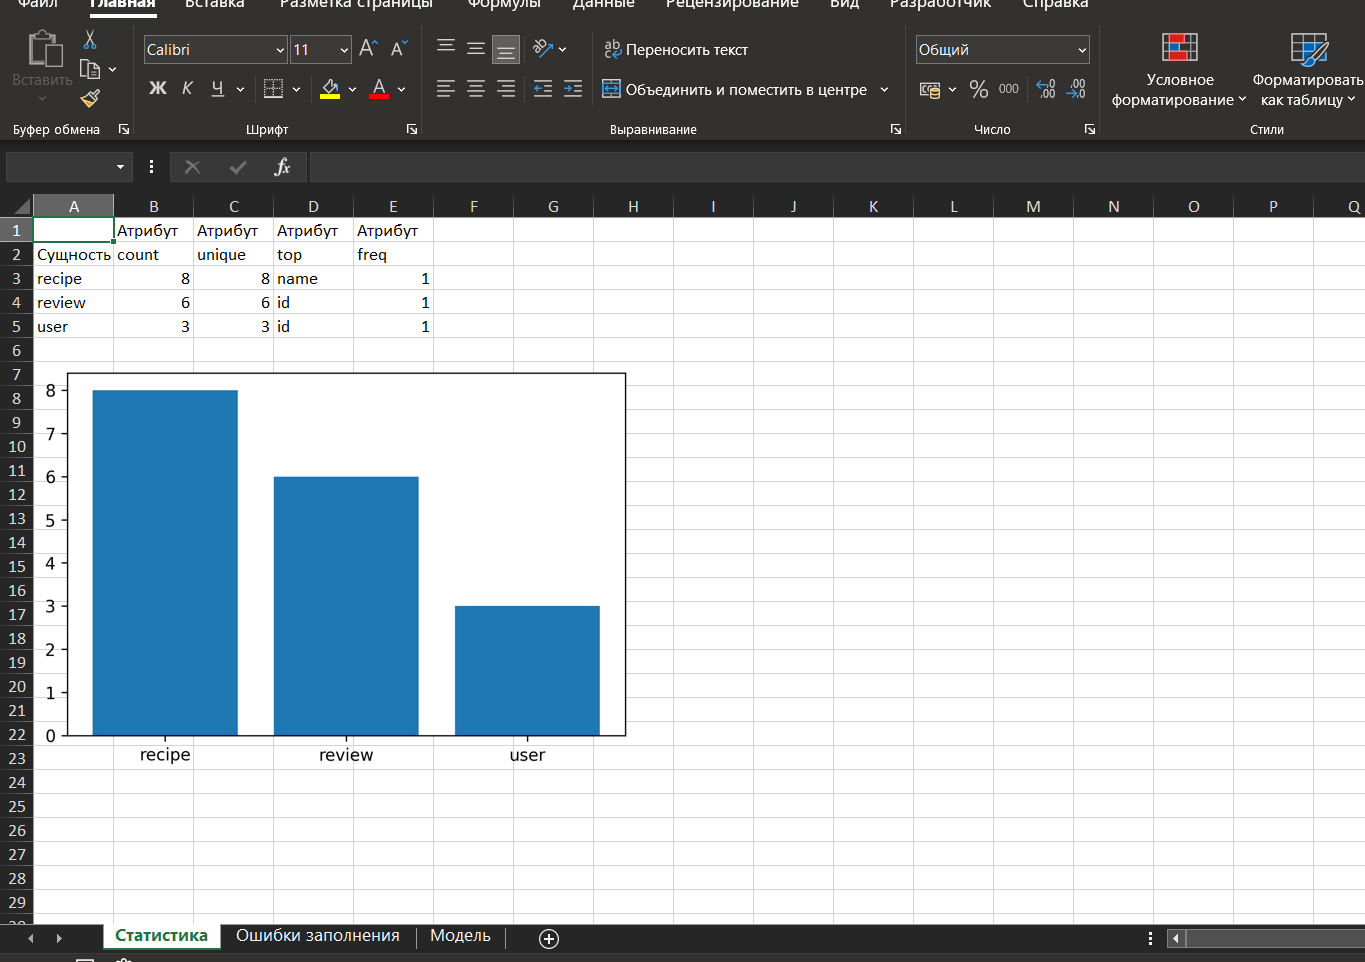 Файл Главная Вставка Разметка страницы Формулы Данные Рецензирование Вид Разработчик Справка
Вставить
Calibri 11
Ж К Ч
Переносить текст
Объединить и поместить в центре
Общий
% 000
Условное форматирование
Форматировать как таблицу
Буфер обмена Шрифт Выравнивание Число Стили
fx
A B C D E F G H I J K L M N O P Q
1 Атрибут Атрибут Атрибут Атрибут
2 Сущность count unique top freq
3 recipe 8 8 name 1
4 review 6 6 id 1
5 user 3 3 id 1
6
7
8
9
10
11
12
13
14
15
16
17
18
19
20
21
22
23
24
25
26
27
28
29
8
7
6
5
4
3
2
1
0
recipe review user
Статистика Ошибки заполнения Модель